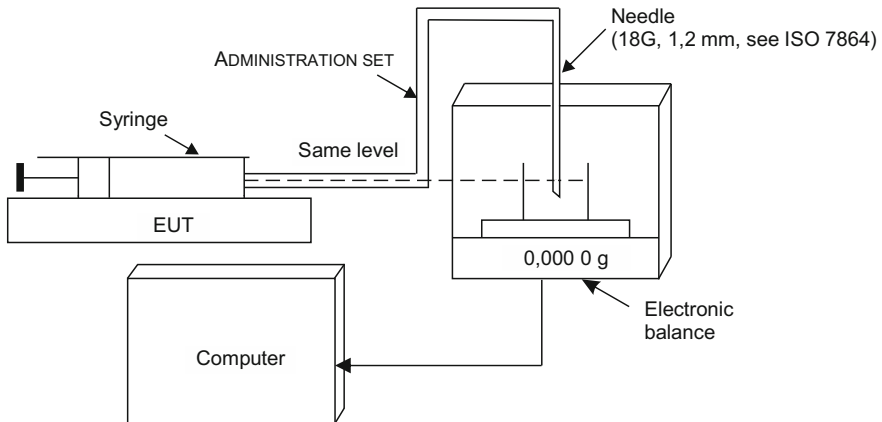 Needle
(18G, 1,2 mm, see ISO 7864)
ADMINISTRATION SET
Syringe
Same level
EUT
0,000 0 g
Electronic
balance
Computer